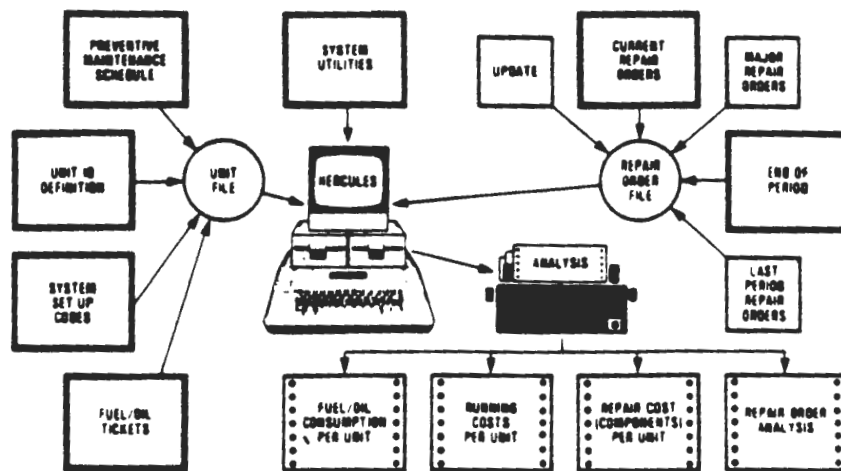 PREVENTIVE
MAINTENANCE
SCHEDULE
SYSTEM
UTILITIES
UPDATE
CURRENT
REPAIR
ORDERS
MAJOR
REPAIR
ORDERS
UNIT ID
DEFINITION
UNIT
FILE
HERCULES
REPAIR
ORDER
FILE
END OF
PERIOD
SYSTEM
SET UP
CODES
ANALYSIS
LAST
PERIOD
REPAIR
ORDERS
FUEL/OIL
TICKETS
FUEL/OIL
CONSUMPTION
PER UNIT
RUNNING
COSTS
PER UNIT
REPAIR COST
(COMPONENTS)
PER UNIT
REPAIR ORDER
ANALYSIS